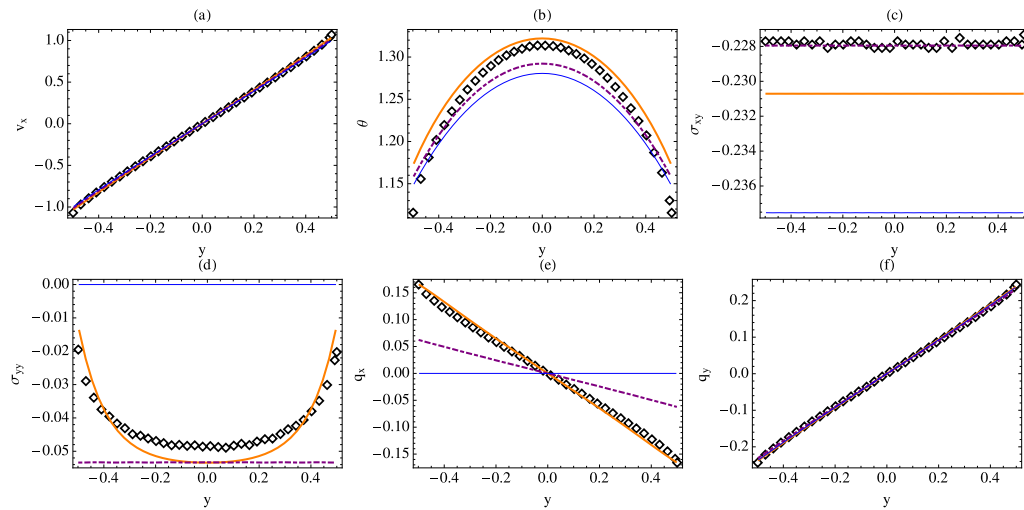 (a)
1.0
0.5
0.0
−0.5
−1.0
v_x
−0.4 −0.2 0.0 0.2 0.4
y
(b)
1.30
1.25
1.20
1.15
θ
−0.4 −0.2 0.0 0.2 0.4
y
(c)
−0.228
−0.230
−0.232
−0.234
−0.236
σ_xy
−0.4 −0.2 0.0 0.2 0.4
y
(d)
0.00
−0.01
−0.02
−0.03
−0.04
−0.05
σ_yy
−0.4 −0.2 0.0 0.2 0.4
y
(e)
0.15
0.10
0.05
0.00
−0.05
−0.10
−0.15
q_x
−0.4 −0.2 0.0 0.2 0.4
y
(f)
0.2
0.1
0.0
−0.1
−0.2
q_y
−0.4 −0.2 0.0 0.2 0.4
y